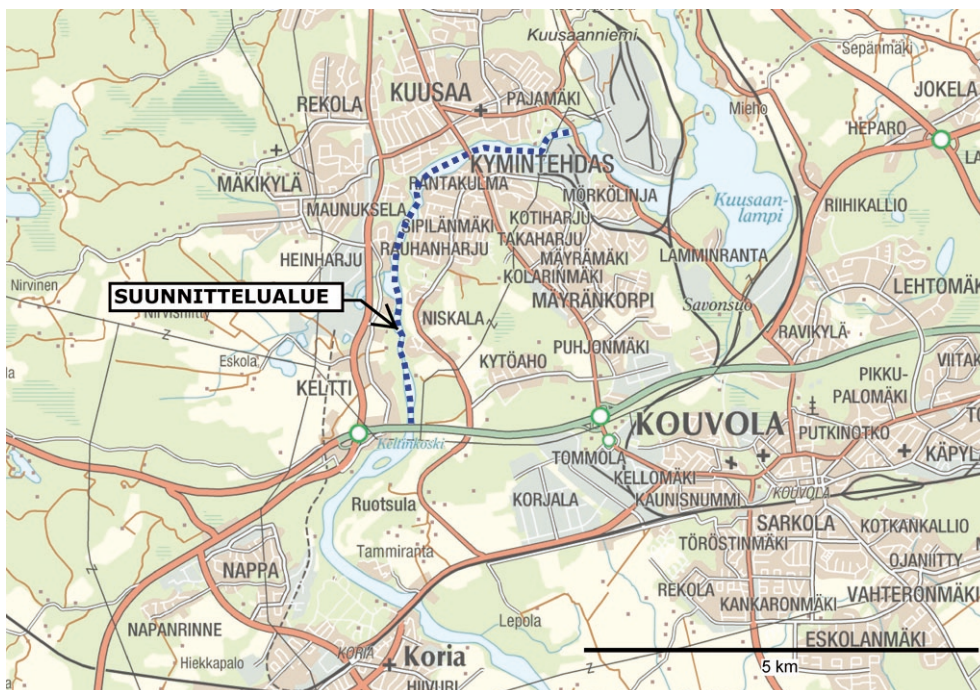 Kuusaanniemi
Sepänmäki
KUUSAA
PAJAMÄKI
JOKELA
REKOLA
Mieho
HEPARO
KYMINTEHDAS
MÄKIKYLÄ
RANTAKULMA
MÖRKÖLINJA
Kuusaan-
lampi
MAUNUKSELA
KOTIHARJU
RIIHIKALLIO
SIPILÄNMÄKI
TAKAHARJU
HEINHARJU
RAUHANHARJU
MÄYRÄMÄKI
LAMMINRANTA
KOLARINMÄKI
Nirvinen
LEHTOMÄK
SUUNNITTELUALUE
MÄYRÄNKORPI
Savonsuo
NISKALA
RAVIKYLÄ
PUHJONMÄKI
Eskola
KYTÖAHO
VIITAK
KELTTI
PIKKU-
PALOMÄKI
KOUVOLA
Keltinkoski
PUTKINOTKO
TOMMOLA
KÄPYL
KELLOMÄKI
KORJALA
KAUNISNUMMI
KOUVOLA
Ruotsula
SARKOLA
KOTKANKALLIO
TÖRÖSTINMÄKI
Tammiranta
OJANIITTY
NAPPA
REKOLA
VAHTERONMÄKI
KANKARONMÄKI
NAPANRINNE
Lepola
ESKOLANMÄKI
Hiekkapalo
KORIA
Koria
5 km